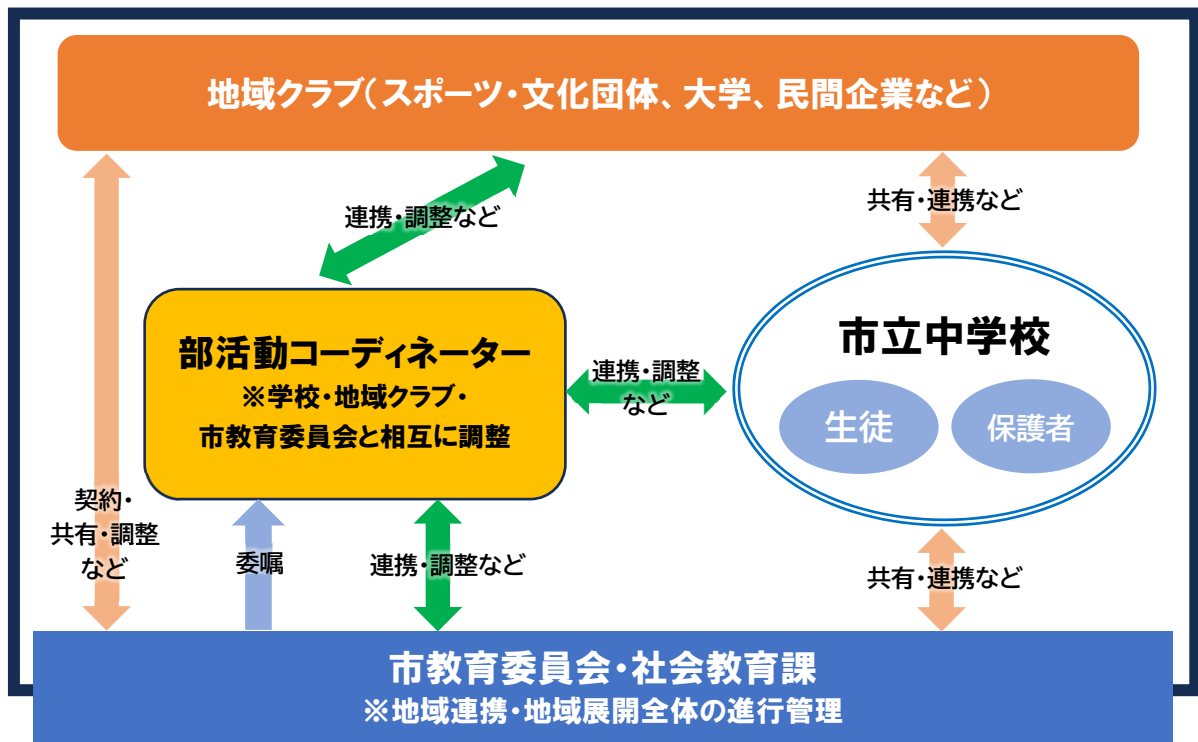 地域クラブ(スポーツ・文化団体、大学、民間企業など)
連携・調整など
共有・連携など
部活動コーディネーター
※学校・地域クラブ・
市教育委員会と相互に調整
連携・調整
など
市立中学校
生徒
保護者
契約・
共有・調整
など
委嘱
連携・調整など
共有・連携など
市教育委員会・社会教育課
※地域連携・地域展開全体の進行管理